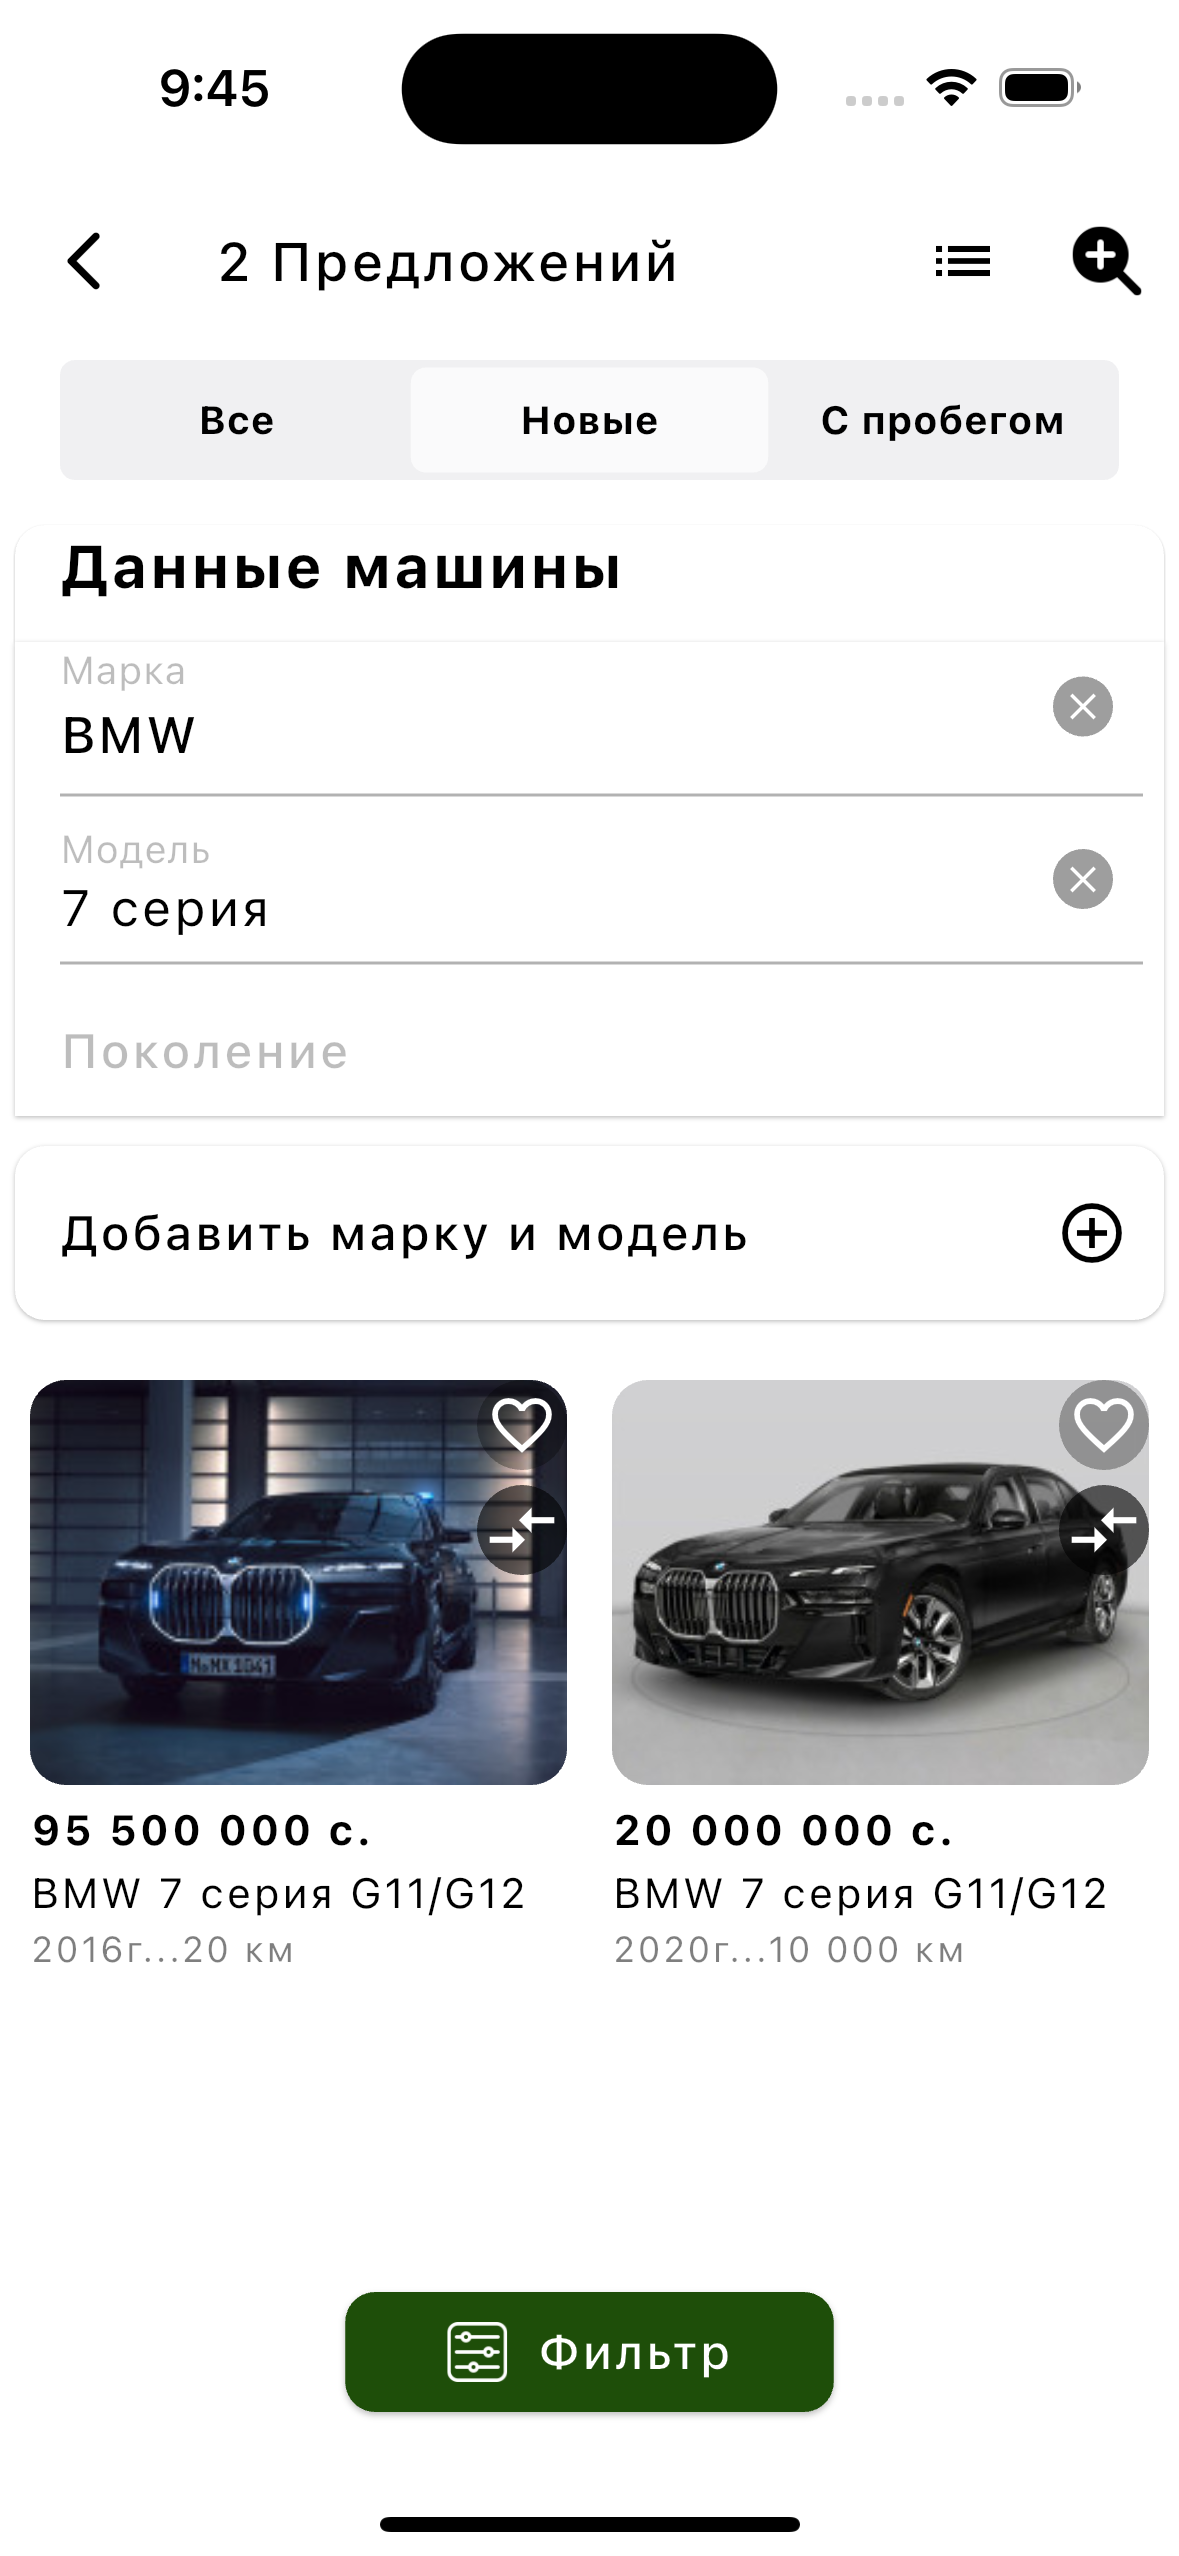 9:45
2 Предложений
Все
Новые
С пробегом
Данные машины
Марка
BMW
Модель
7 серия
Поколение
Добавить марку и модель
95 500 000 с.
BMW 7 серия G11/G12
2016г...20 км
20 000 000 с.
BMW 7 серия G11/G12
2020г...10 000 км
Фильтр